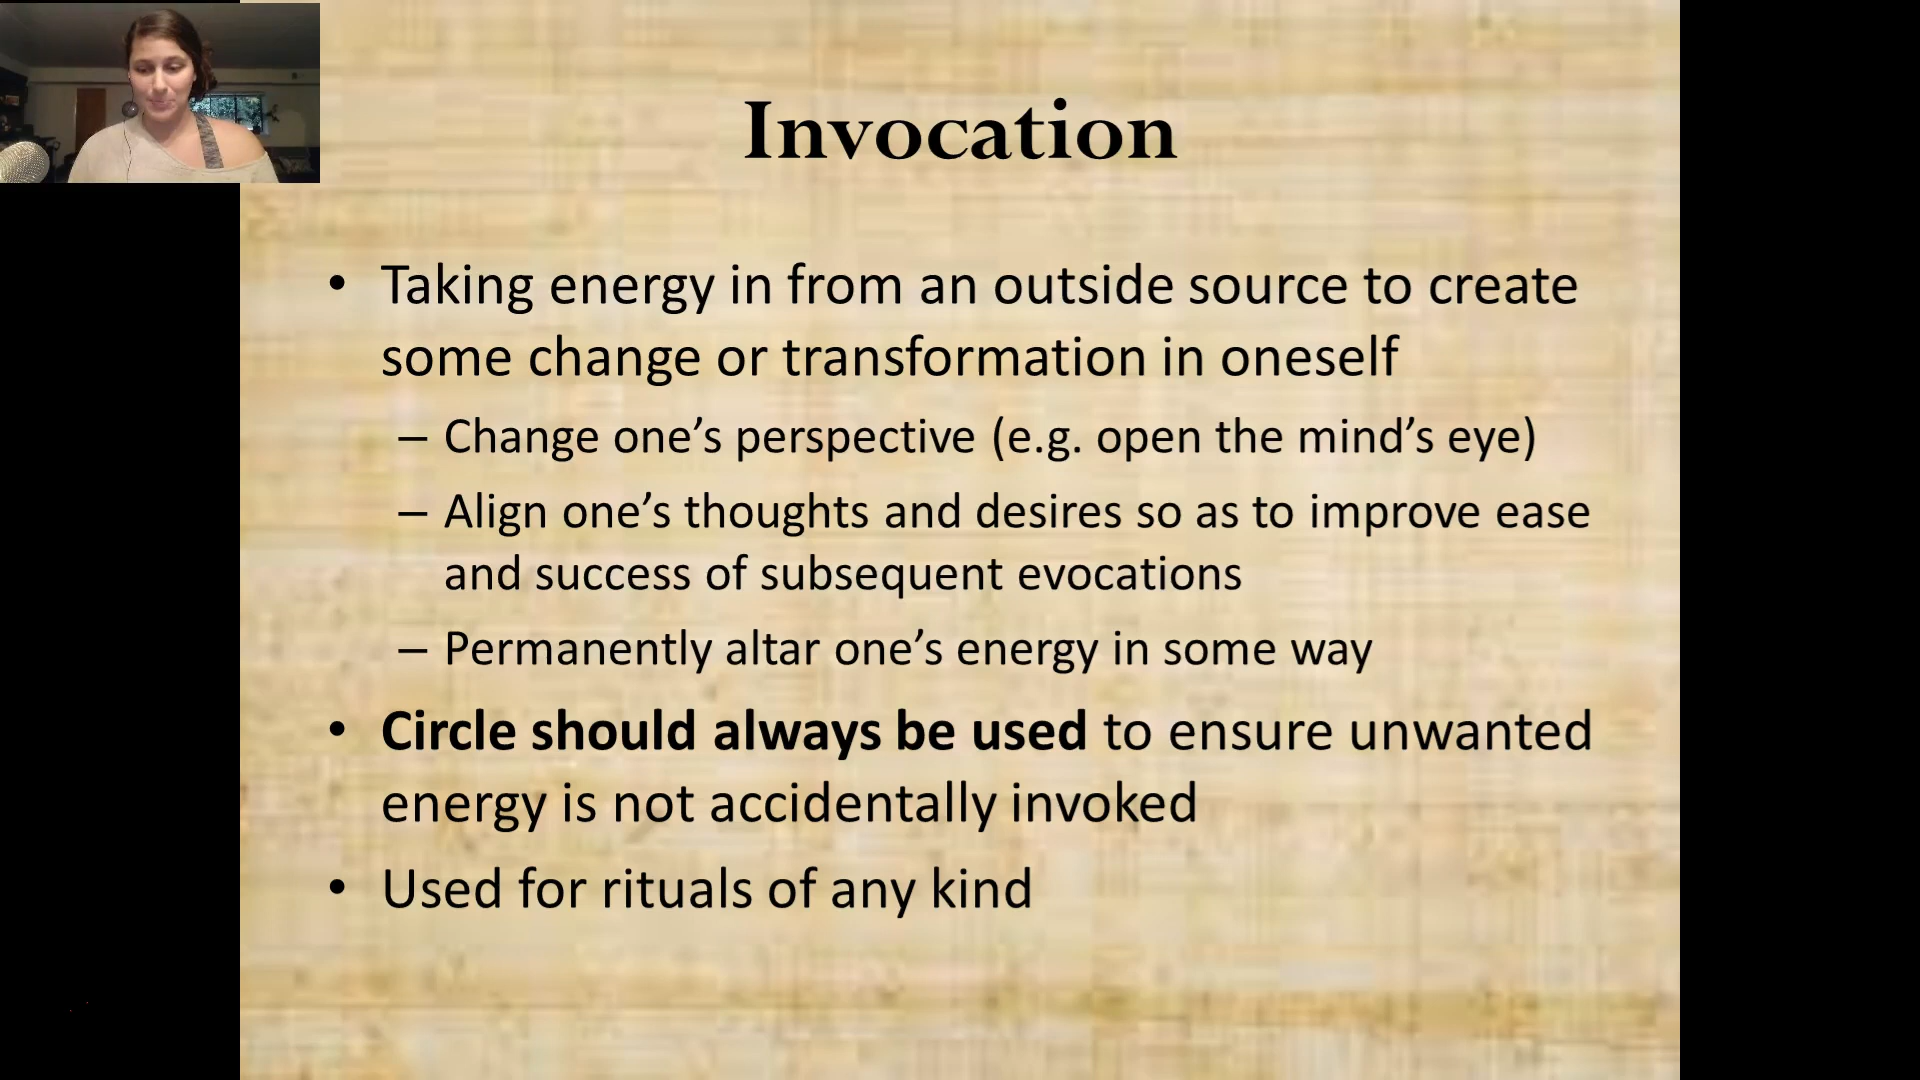 Invocation
• Taking energy in from an outside source to create
some change or transformation in oneself
– Change one’s perspective (e.g. open the mind’s eye)
– Align one’s thoughts and desires so as to improve ease
and success of subsequent evocations
– Permanently altar one’s energy in some way
• Circle should always be used to ensure unwanted
energy is not accidentally invoked
• Used for rituals of any kind